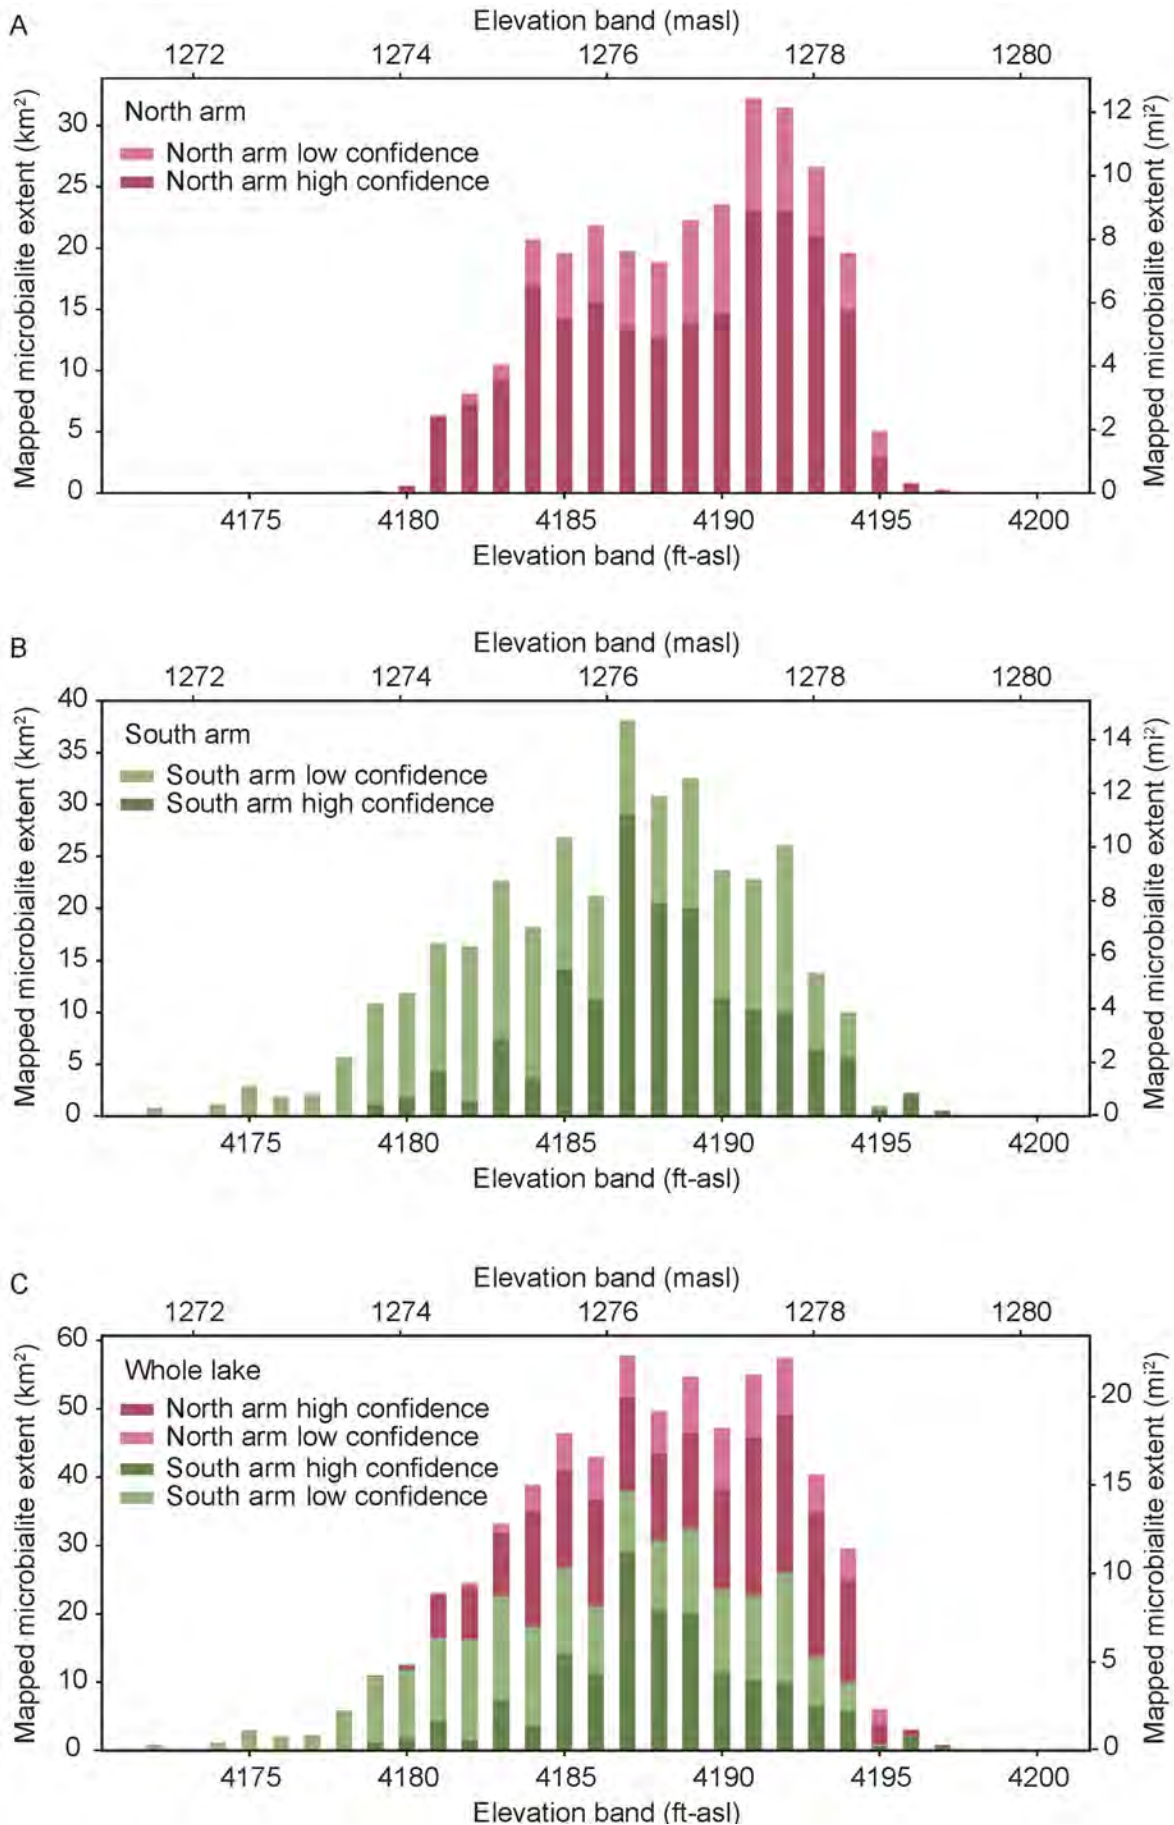 A
Elevation band (masl)
1272 1274 1276 1278 1280
Mapped microbialite extent (km²)
30
25
20
15
10
5
0
North arm
North arm low confidence
North arm high confidence
12
10
8
6
4
2
0
Mapped microbialite extent (mi²)
4175 4180 4185 4190 4195 4200
Elevation band (ft-asl)
B
Elevation band (masl)
1272 1274 1276 1278 1280
Mapped microbialite extent (km²)
40
35
30
25
20
15
10
5
0
South arm
South arm low confidence
South arm high confidence
14
12
10
8
6
4
2
0
Mapped microbialite extent (mi²)
4175 4180 4185 4190 4195 4200
Elevation band (ft-asl)
C
Elevation band (masl)
1272 1274 1276 1278 1280
Mapped microbialite extent (km²)
60
50
40
30
20
10
0
Whole lake
North arm high confidence
North arm low confidence
South arm high confidence
South arm low confidence
20
15
10
5
0
Mapped microbialite extent (mi²)
4175 4180 4185 4190 4195 4200
Elevation band (ft-asl)